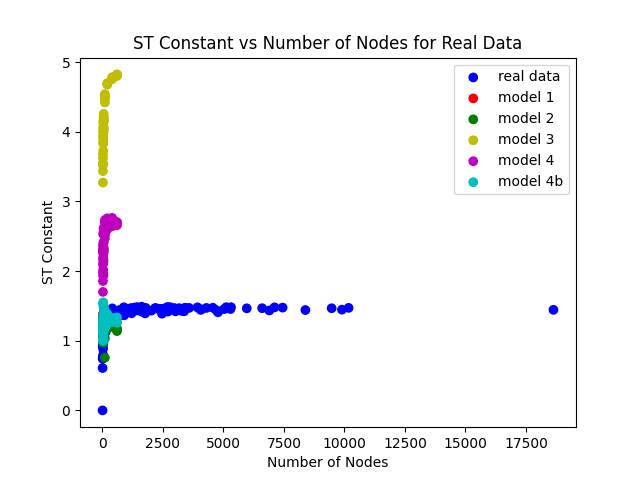 ST Constant vs Number of Nodes for Real Data
real data
model 1
model 2
model 3
model 4
model 4b
ST Constant
5
4
3
2
1
0
0 2500 5000 7500 10000 12500 15000 17500
Number of Nodes